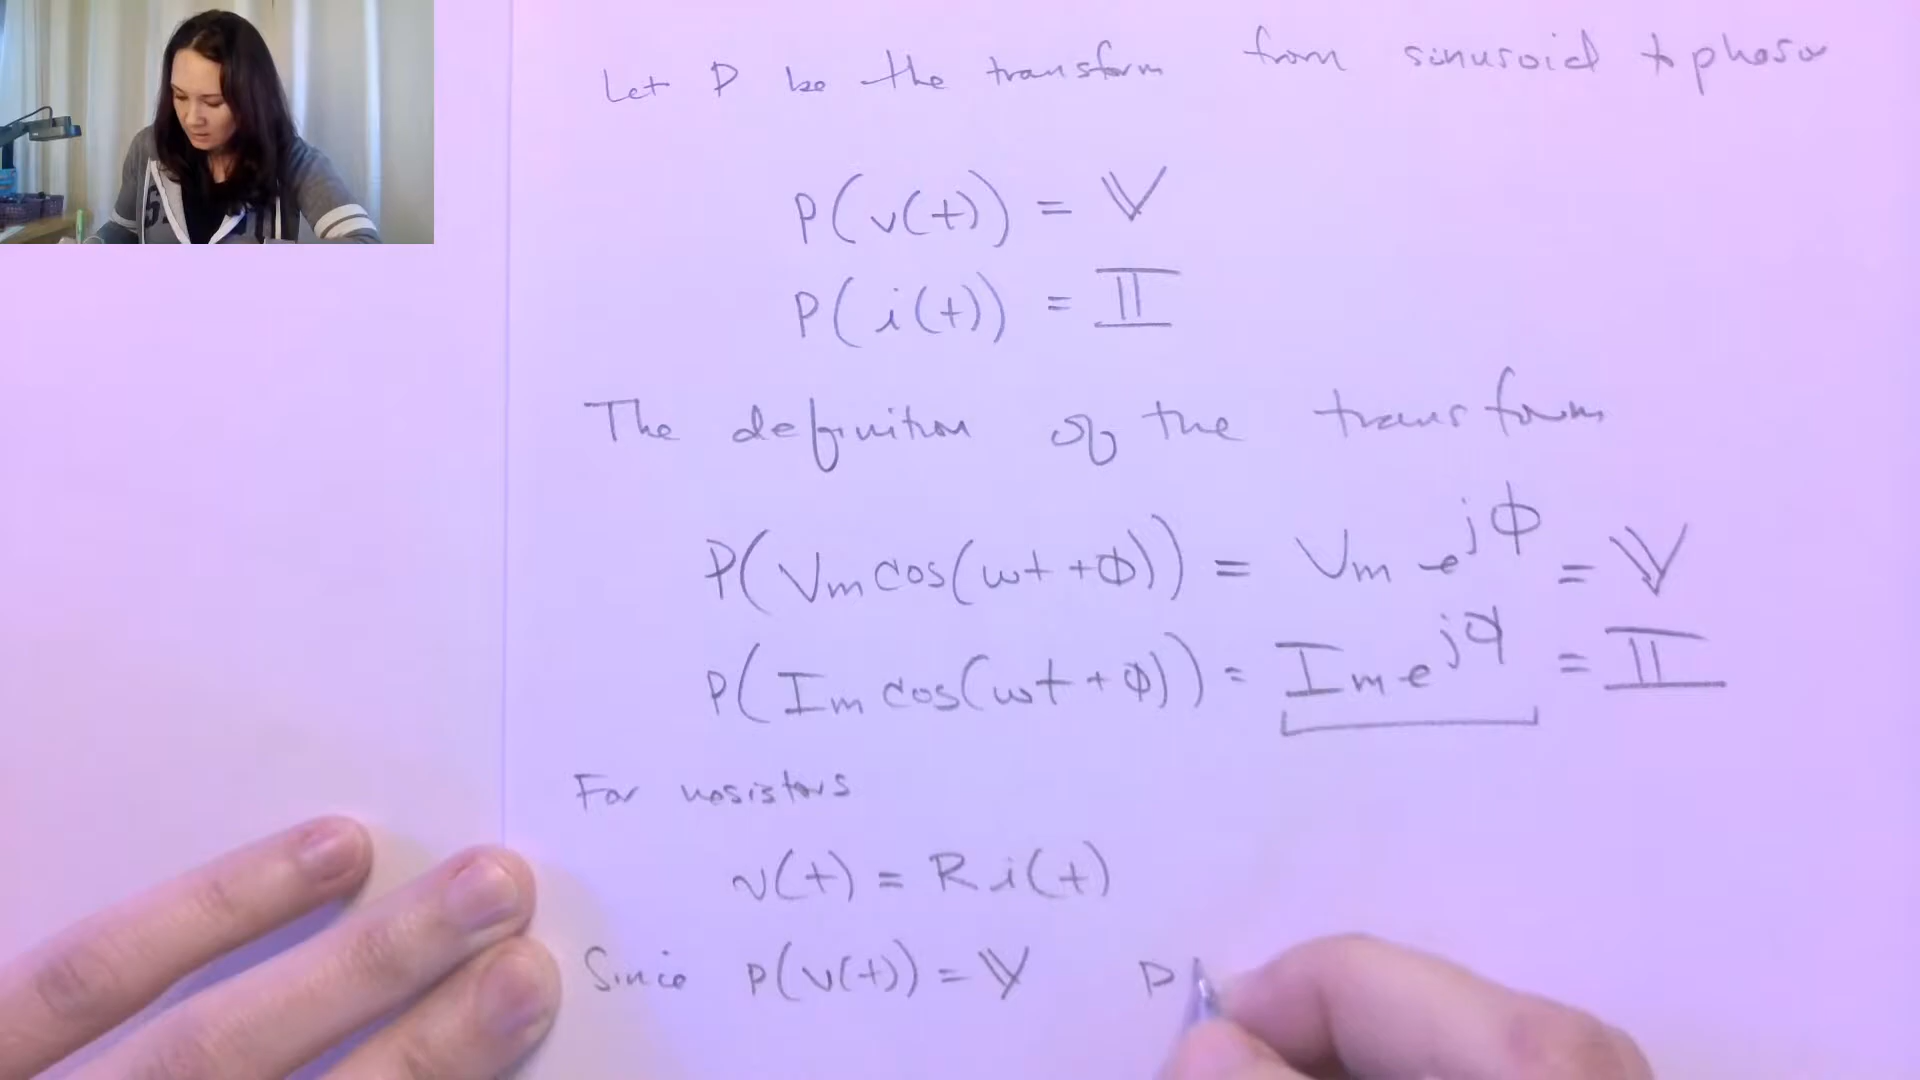 Let P be the transform from sinusoid to phasor
P(v(t)) = 𝕍
P(i(t)) = 𝕀
The definition of the transform
P(Vm cos(ωt + ϕ)) = Vm e^jϕ = 𝕍
P(Im cos(ωt + ϕ)) = Im e^jϕ = 𝕀
For resistors
v(t) = R i(t)
Since P(v(t)) = 𝕍 P